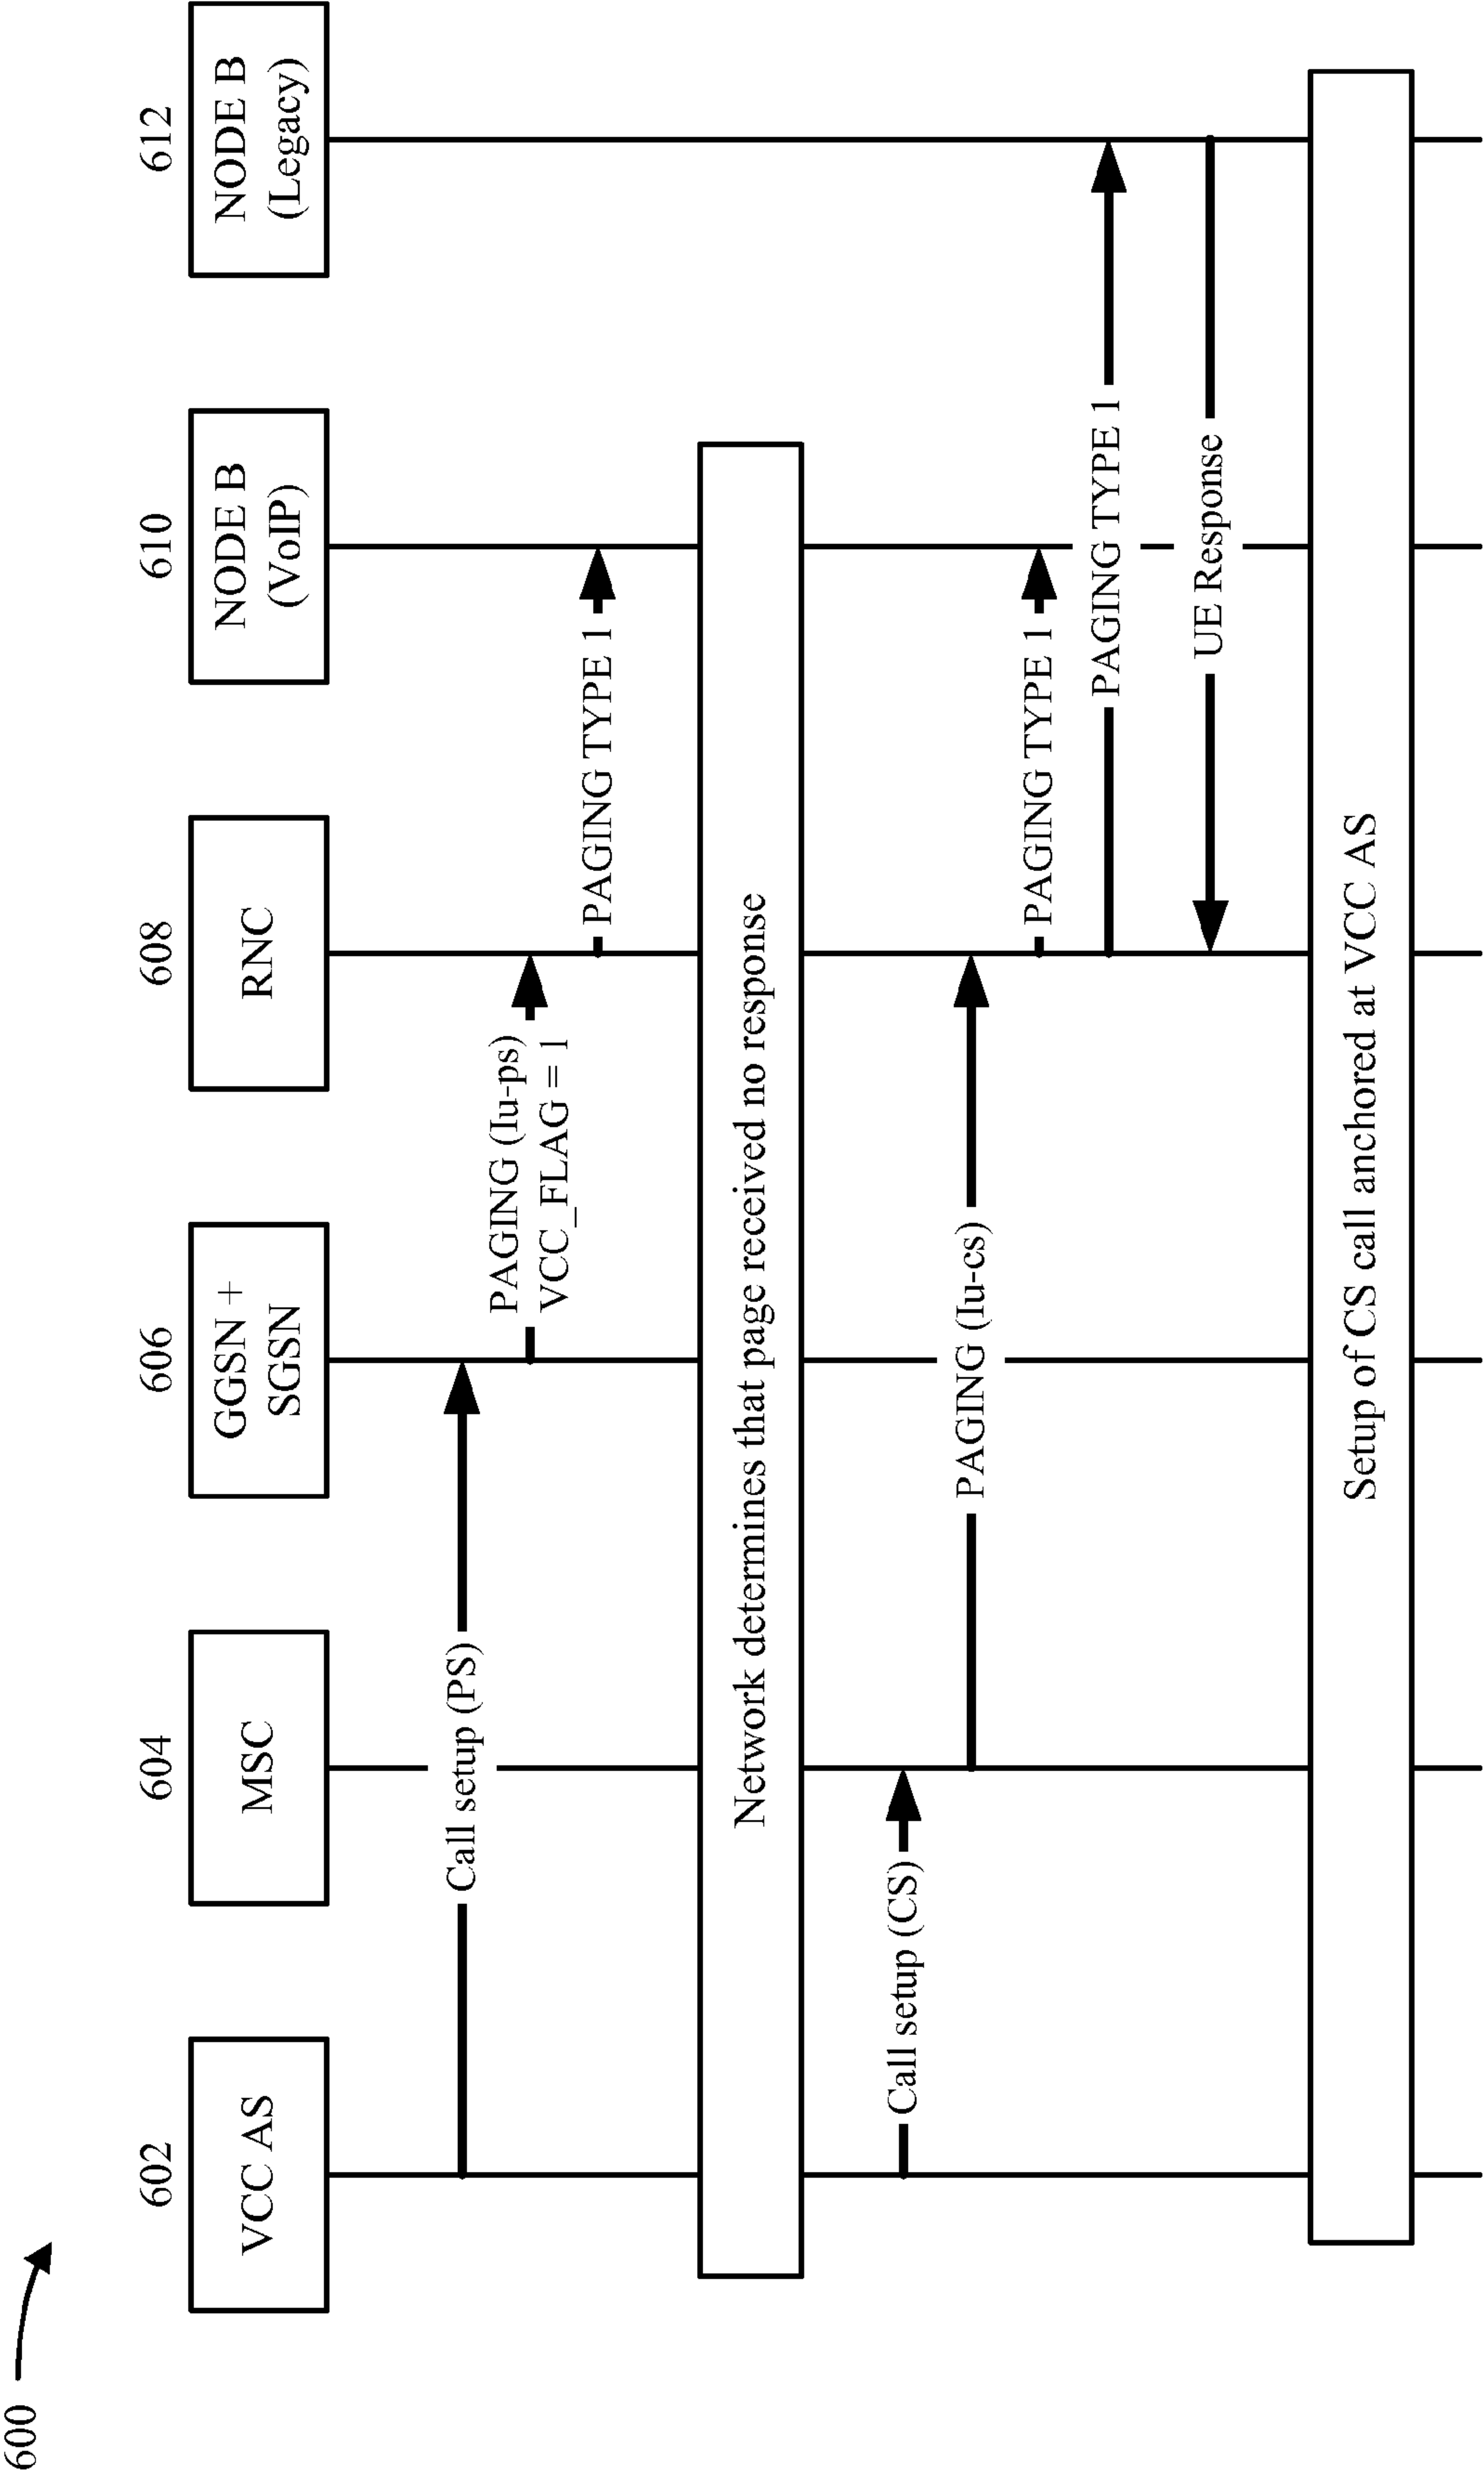 600
602
VCC AS
604
MSC
606
GGSN +
SGSN
608
RNC
610
NODE B
(VoIP)
612
NODE B
(Legacy)
Call setup (PS)
PAGING (Iu-ps)
VCC_FLAG = 1
PAGING TYPE 1
Network determines that page received no response
Call setup (CS)
PAGING (Iu-cs)
PAGING TYPE 1
PAGING TYPE 1
UE Response
Setup of CS call anchored at VCC AS